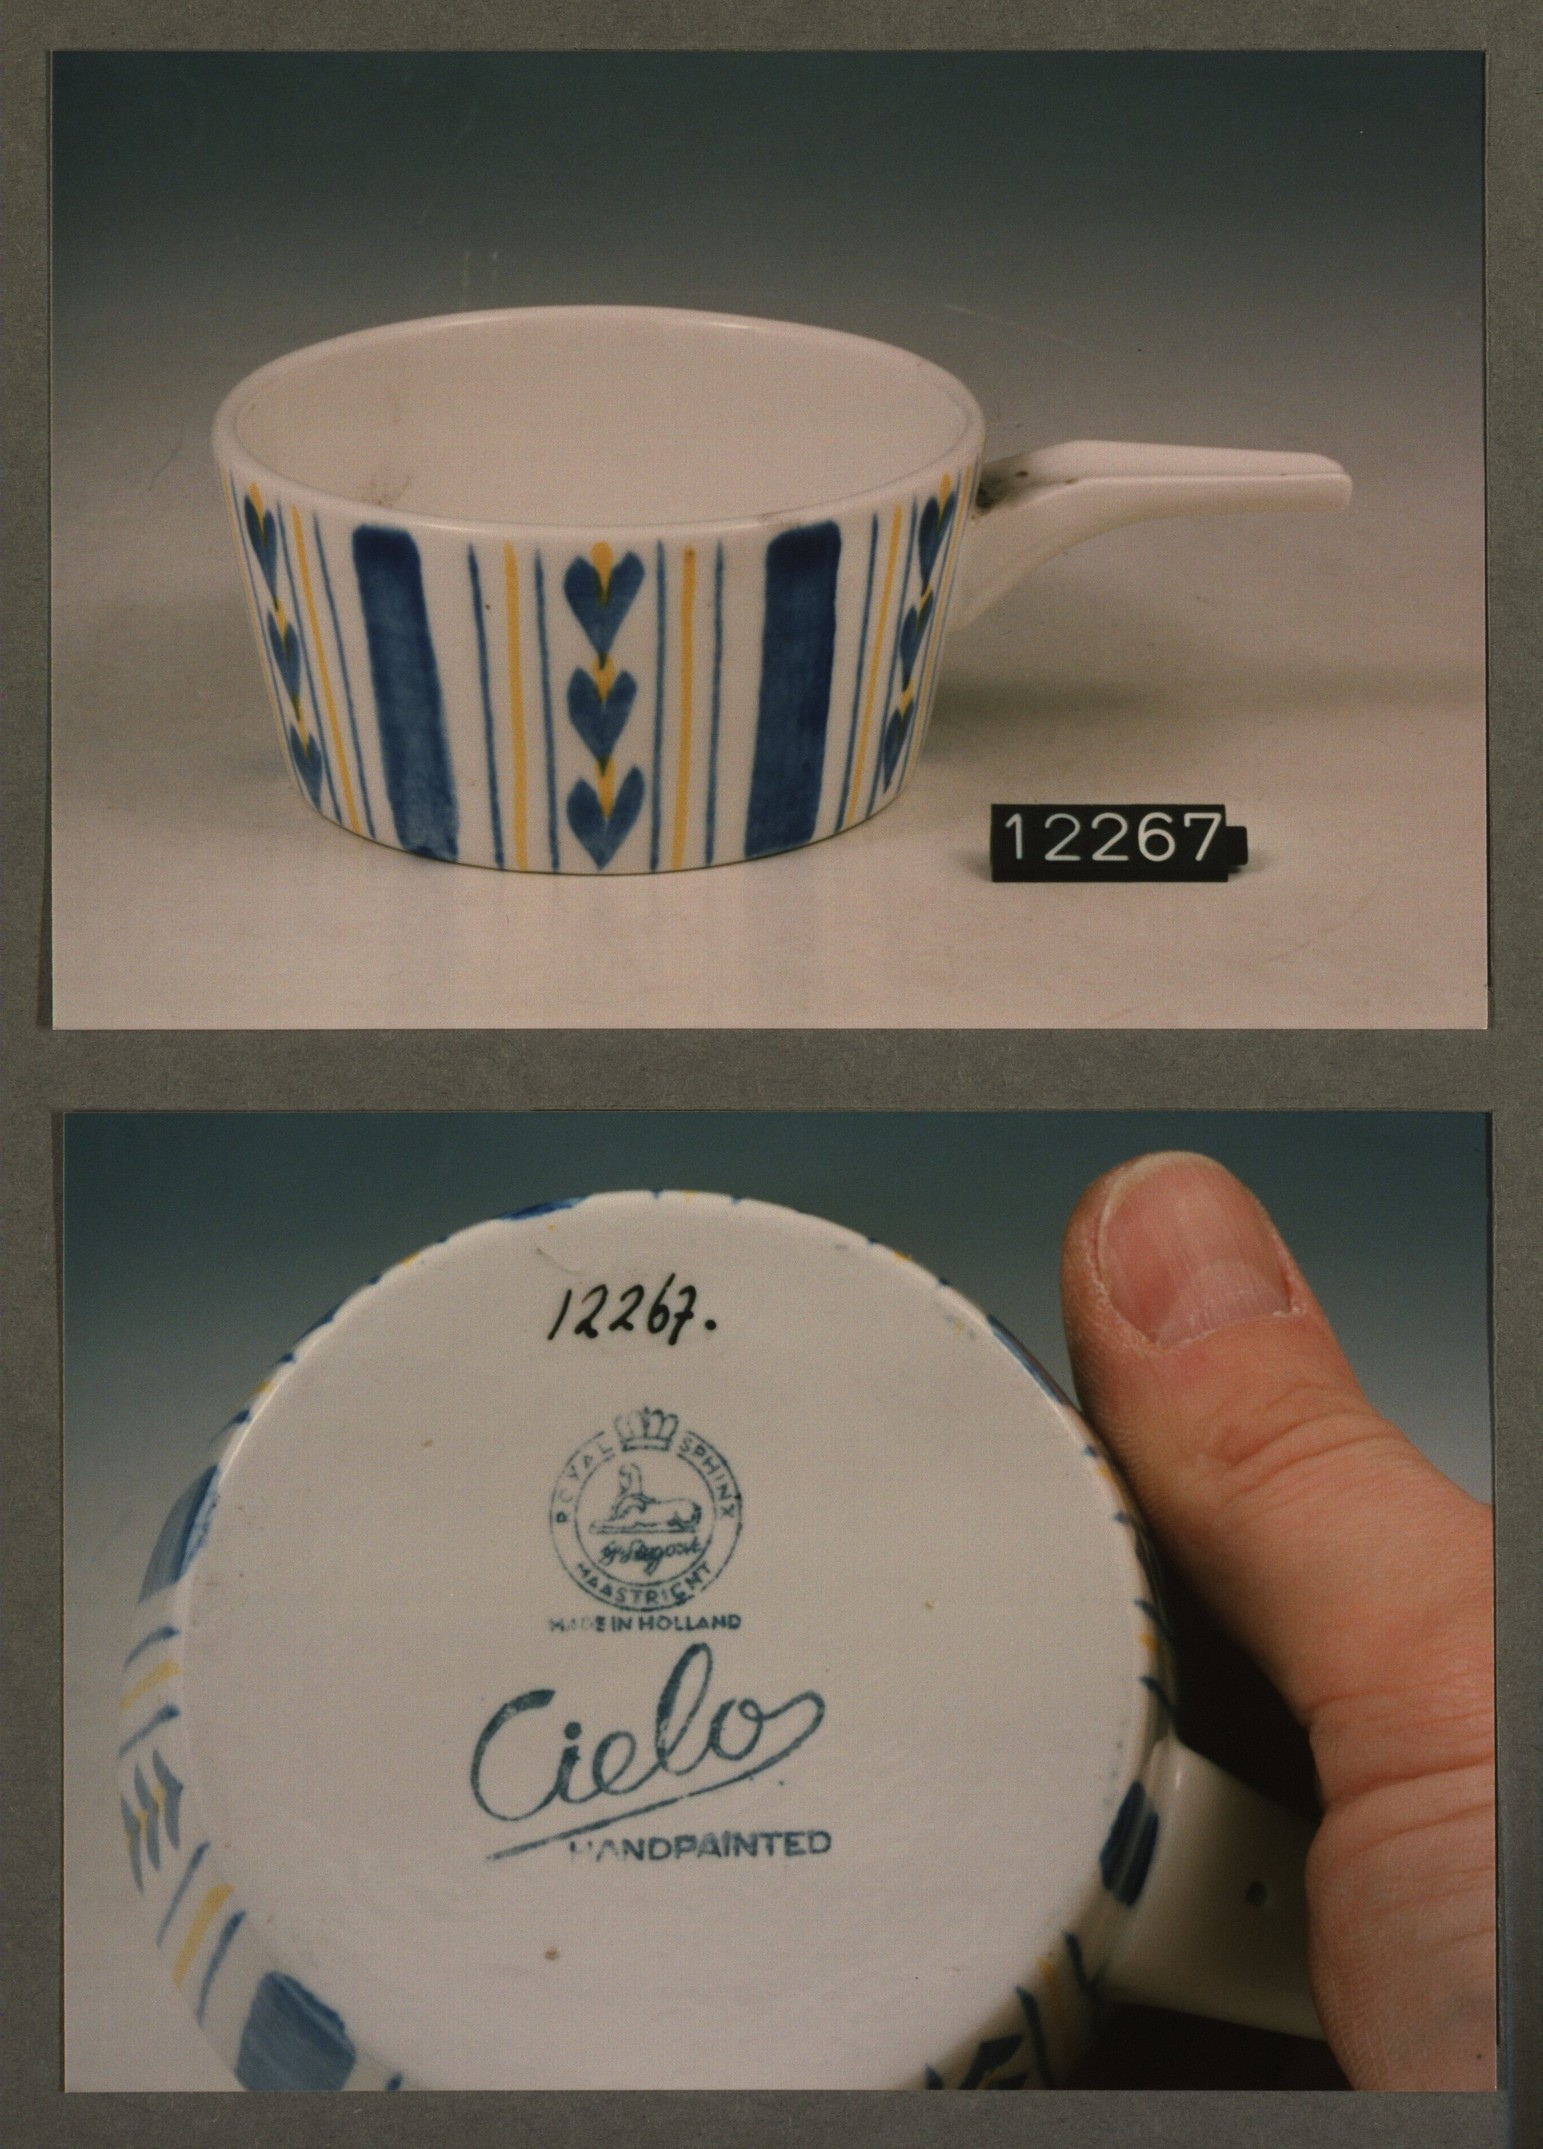 12267
12267.
ROYAL SPHINX
MAASTRICHT
MADE IN HOLLAND
Cielo
HANDPAINTED